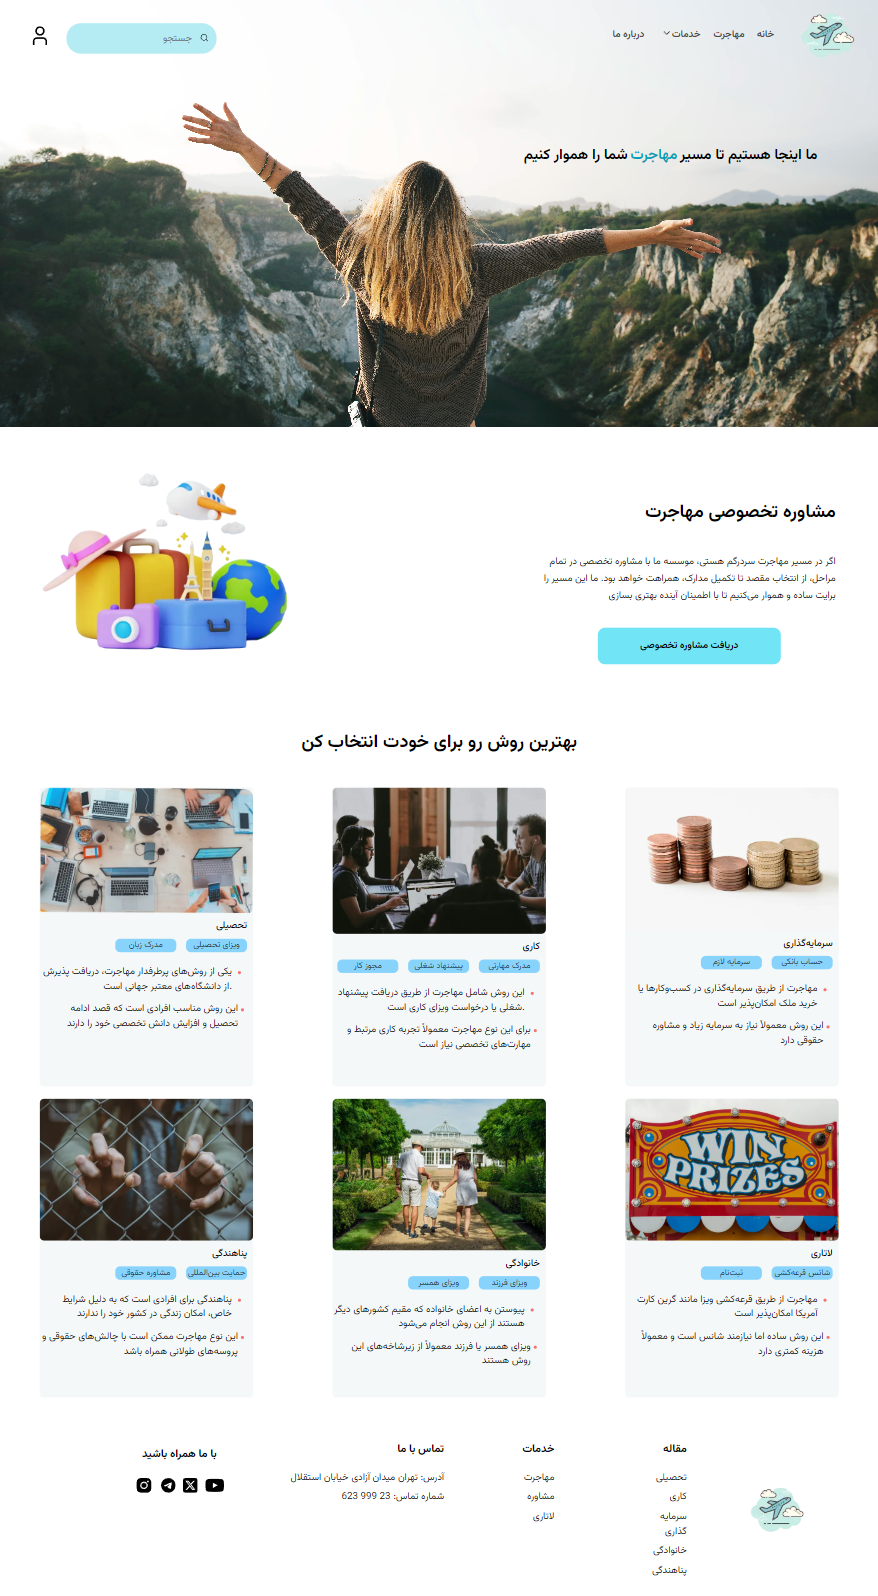 خانه
مهاجرت
خدمات
درباره ما
جستجو
ما اینجا هستیم تا مسیر مهاجرت شما را هموار کنیم
مشاوره تخصوصی مهاجرت
اگر در مسیر مهاجرت سردرگم هستی، موسسه ما با مشاوره تخصصی در تمام
مراحل، از انتخاب مقصد تا تکمیل مدارک، همراهت خواهد بود. ما این مسیر را
برایت ساده و هموار می‌کنیم تا با اطمینان آینده بهتری بسازی
دریافت مشاوره تخصوصی
بهترین روش رو برای خودت انتخاب کن
سرمایه‌گذاری
حساب بانکی
سرمایه لازم
مهاجرت از طریق سرمایه‌گذاری در کسب‌وکارها یا
خرید ملک امکان‌پذیر است
این روش معمولاً نیاز به سرمایه زیاد و مشاوره
حقوقی دارد
کاری
مدرک مهارتی
پیشنهاد شغلی
مجوز کار
این روش شامل مهاجرت از طریق دریافت پیشنهاد
.شغلی یا درخواست ویزای کاری است
برای این نوع مهاجرت معمولاً تجربه کاری مرتبط و
مهارت‌های تخصصی نیاز است
تحصیلی
ویزای تحصیلی
مدرک زبان
یکی از روش‌های پرطرفدار مهاجرت، دریافت پذیرش
.از دانشگاه‌های معتبر جهانی است
این روش مناسب افرادی است که قصد ادامه
تحصیل و افزایش دانش تخصصی خود را دارند
WIN
PRIZES
لاتاری
شانس قرعه‌کشی
ثبت‌نام
مهاجرت از طریق قرعه‌کشی ویزا مانند گرین کارت
آمریکا امکان‌پذیر است
این روش ساده اما نیازمند شانس است و معمولاً
هزینه کمتری دارد
خانوادگی
ویزای فرزند
ویزای همسر
پیوستن به اعضای خانواده که مقیم کشورهای دیگر
هستند از این روش انجام می‌شود
ویزای همسر یا فرزند معمولاً از زیرشاخه‌های این
روش هستند
پناهندگی
حمایت بین‌المللی
مشاوره حقوقی
پناهندگی برای افرادی است که به دلیل شرایط
خاص، امکان زندگی در کشور خود را ندارند
این نوع مهاجرت ممکن است با چالش‌های حقوقی و
پروسه‌های طولانی همراه باشد
مقاله
تحصیلی
کاری
سرمایه
گذاری
خانوادگی
پناهندگی
خدمات
مهاجرت
مشاوره
لاتاری
تماس با ما
آدرس: تهران میدان آزادی خیابان استقلال
شماره تماس: 23 999 623
با ما همراه باشید